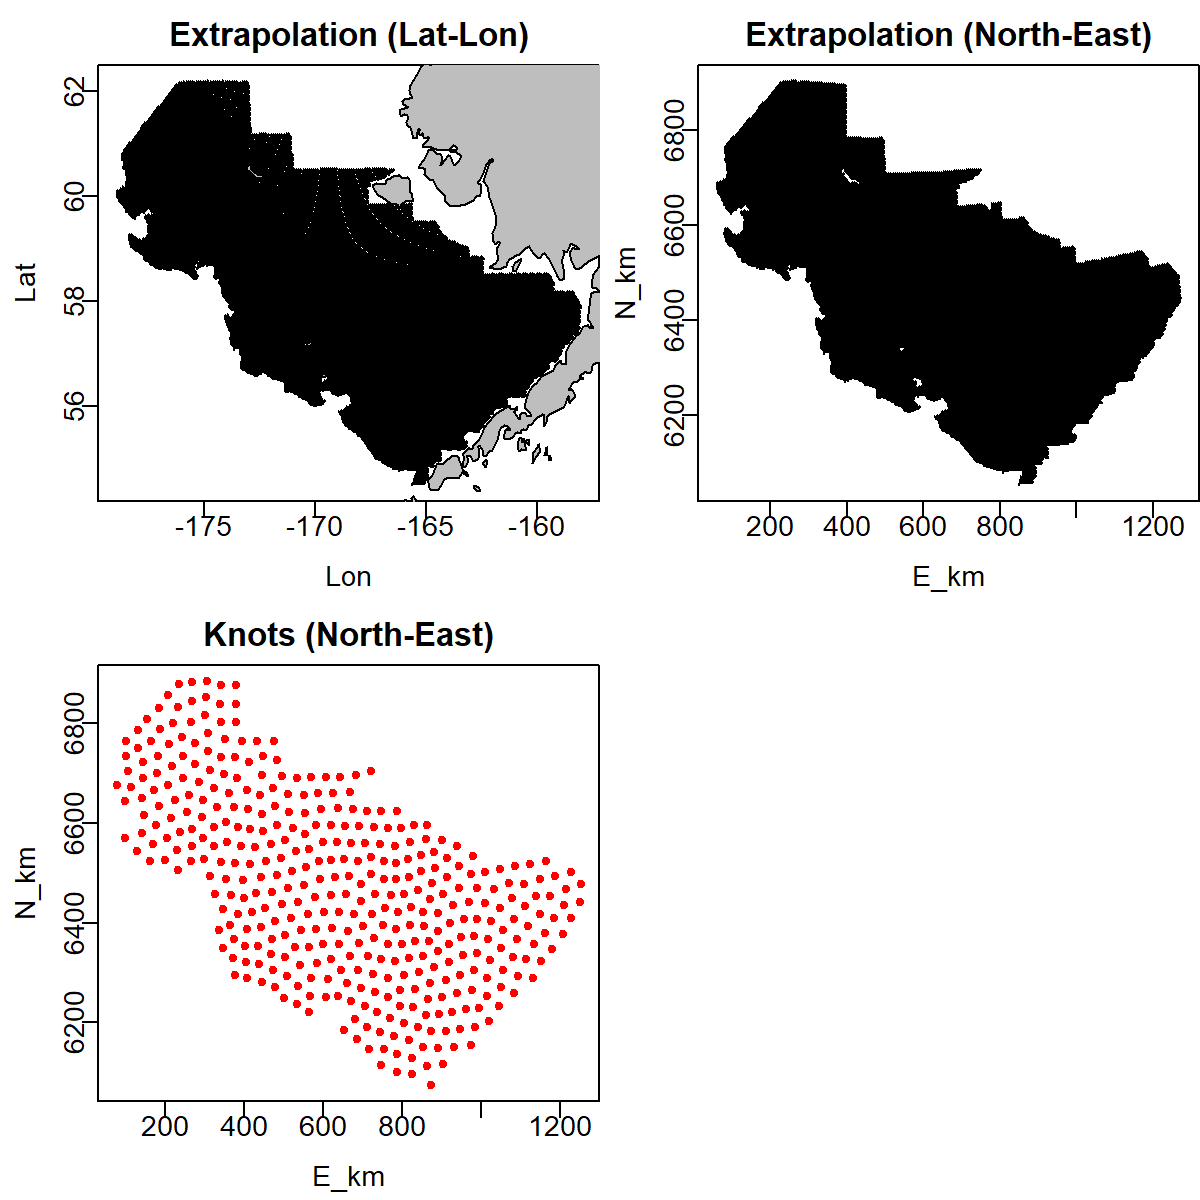 Extrapolation (Lat-Lon)
62
60
58
56
Lat
-175 -170 -165 -160
Lon
Extrapolation (North-East)
6800
6600
6400
6200
N_km
200 400 600 800 1200
E_km
Knots (North-East)
6800
6600
6400
6200
N_km
200 400 600 800 1200
E_km